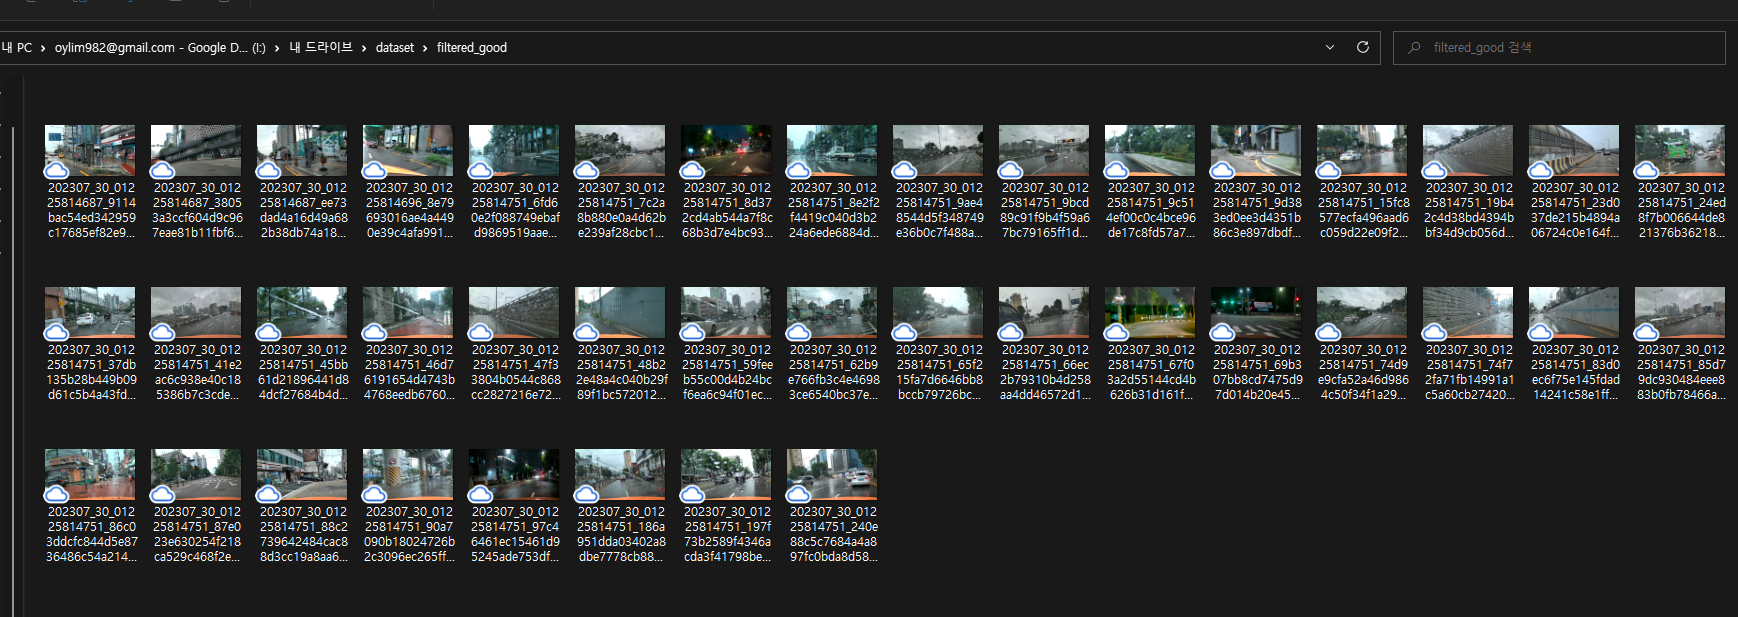 내 PC › oylim982@gmail.com - Google D... (I:) › 내 드라이브 › dataset › filtered_good
filtered_good 검색
202307_30_012
25814687_9114
bac54ed342959
c17685ef82e9...
202307_30_012
25814687_3805
3a3ccf604d9c96
7eae81b11fbf6...
202307_30_012
25814687_ee73
dad4a16d49a68
2b38db74a18...
202307_30_012
25814696_8e79
693016ae4a449
0e39c4afa991...
202307_30_012
25814751_6fd6
0e2f088749ebaf
d9869519aae...
202307_30_012
25814751_7c2a
8b880e0a4d62b
e239af28cbc1...
202307_30_012
25814751_8d37
2cd4ab544a7f8c
68b3d7e4bc93...
202307_30_012
25814751_8e2f2
f4419c040d3b2
24a6ede6884d...
202307_30_012
25814751_9ae4
8544d5f348749
e36b0c7f488a...
202307_30_012
25814751_9bcd
89c91f9b4f59a6
7bc79165ff1d...
202307_30_012
25814751_9c51
4ef00c0c4bce96
de17c8fd57a7...
202307_30_012
25814751_9d38
3ed0ee3d4351b
86c3e897dbdf...
202307_30_012
25814751_15fc8
577ecfa496aad6
c059d22e09f2...
202307_30_012
25814751_19b4
2c4d38bd4394b
bf34d9cb056d...
202307_30_012
25814751_23d0
37de215b4894a
06724c0e164f...
202307_30_012
25814751_24ed
8f7b006644de8
21376b36218...
202307_30_012
25814751_37db
135b28b449b09
d61c5b4a43fd...
202307_30_012
25814751_41e2
ac6c938e40c18
5386b7c3cde...
202307_30_012
25814751_45bb
61d21896441d8
4dcf27684b4d...
202307_30_012
25814751_46d7
6191654d4743b
4768eedb6760...
202307_30_012
25814751_47f3
3804b0544c868
cc2827216e72...
202307_30_012
25814751_48b2
2e48a4c040b29f
89f1bc572012...
202307_30_012
25814751_59fee
b55c00d4b24bc
f6ea6c94f01ec...
202307_30_012
25814751_62b9
e766fb3c4e4698
3ce6540bc37e...
202307_30_012
25814751_65f2
15fa7d6646bb8
bccb79726bc...
202307_30_012
25814751_66ec
2b79310b4d258
aa4dd46572d1...
202307_30_012
25814751_67f0
3a2d55144cd4b
626b31d161f...
202307_30_012
25814751_69b3
07bb8cd7475d9
7d014b20e45...
202307_30_012
25814751_74d9
e9cfa52a46d986
4c50f34f1a29...
202307_30_012
25814751_74f7
2fa71fb14991a1
c5a60cb27420...
202307_30_012
25814751_83d0
ec6f75e145fdad
14241c58e1ff...
202307_30_012
25814751_85d7
9dc930484eee8
83b0fb78466a...
202307_30_012
25814751_86c0
3ddcfc844d5e87
36486c54a214...
202307_30_012
25814751_87e0
23e630254f218
ca529c468f2e...
202307_30_012
25814751_88c2
739642484cac8
8d3cc19a8aa6...
202307_30_012
25814751_90a7
090b18024726b
2c3096ec265ff...
202307_30_012
25814751_97c4
6461ec15461d9
5245ade753df...
202307_30_012
25814751_186a
951dda03402a8
dbe7778cb88...
202307_30_012
25814751_197f
73b2589f4346a
cda3f41798be...
202307_30_012
25814751_240e
88c5c7684a4a8
897fc0bda8d58...